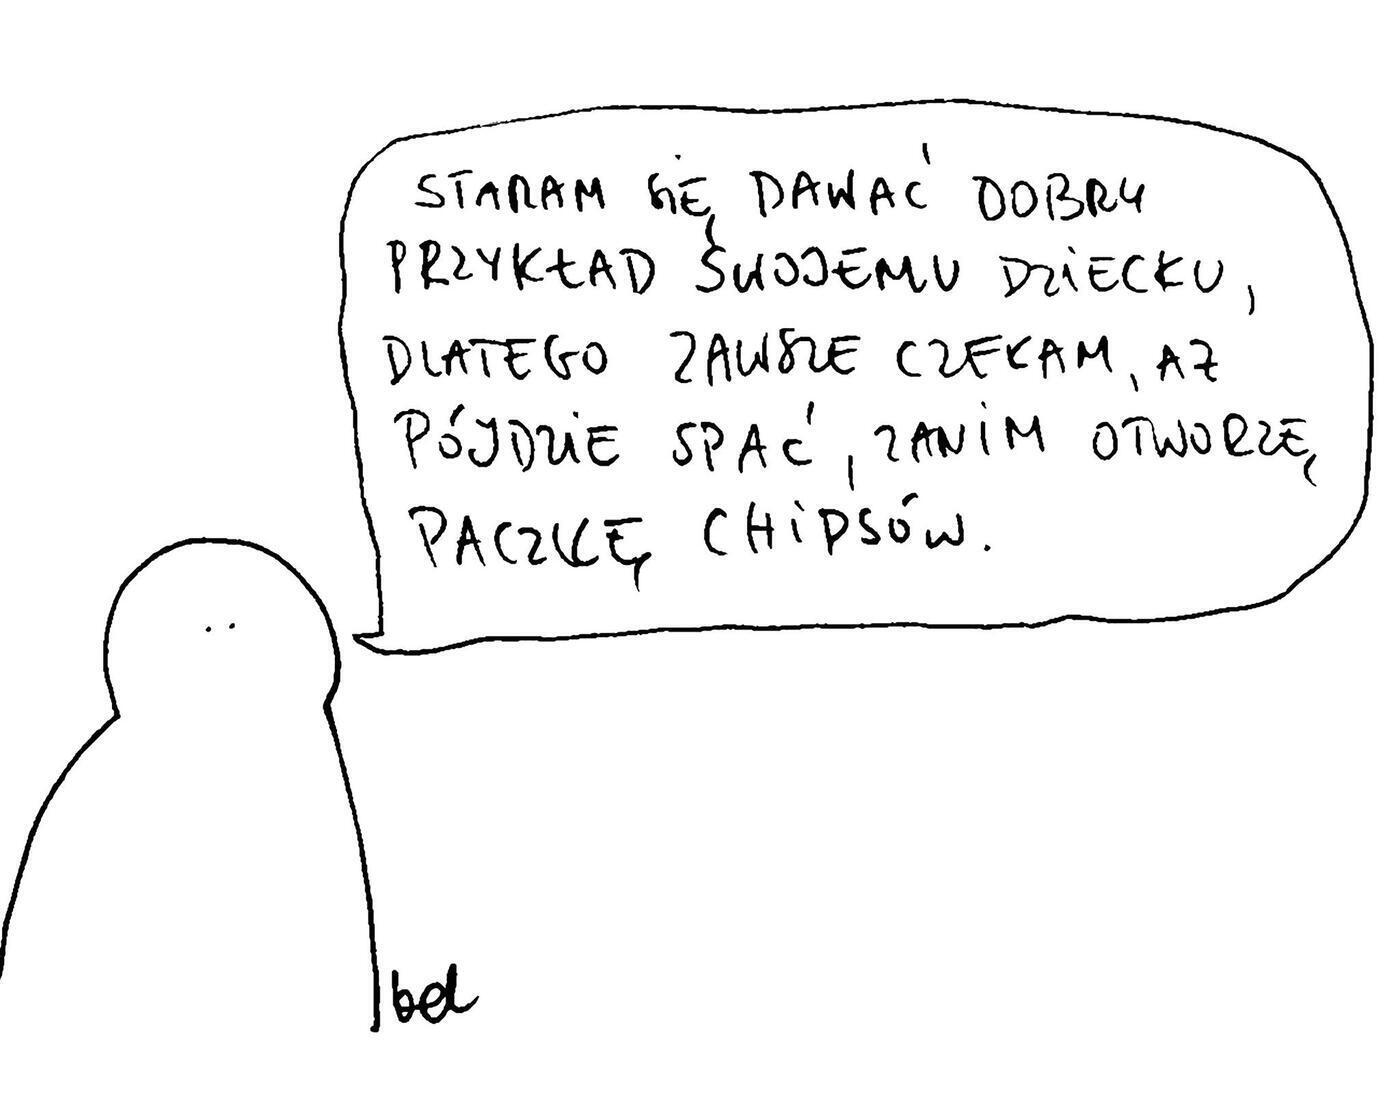 STARAM SIĘ DAWAĆ DOBRY
PRZYKŁAD SWOJEMU DZIECKU,
DLATEGO ZAWSZE CZEKAM, AŻ
PÓJDZIE SPAĆ, ZANIM OTWORZĘ
PACZKĘ CHIPSÓW.
bel